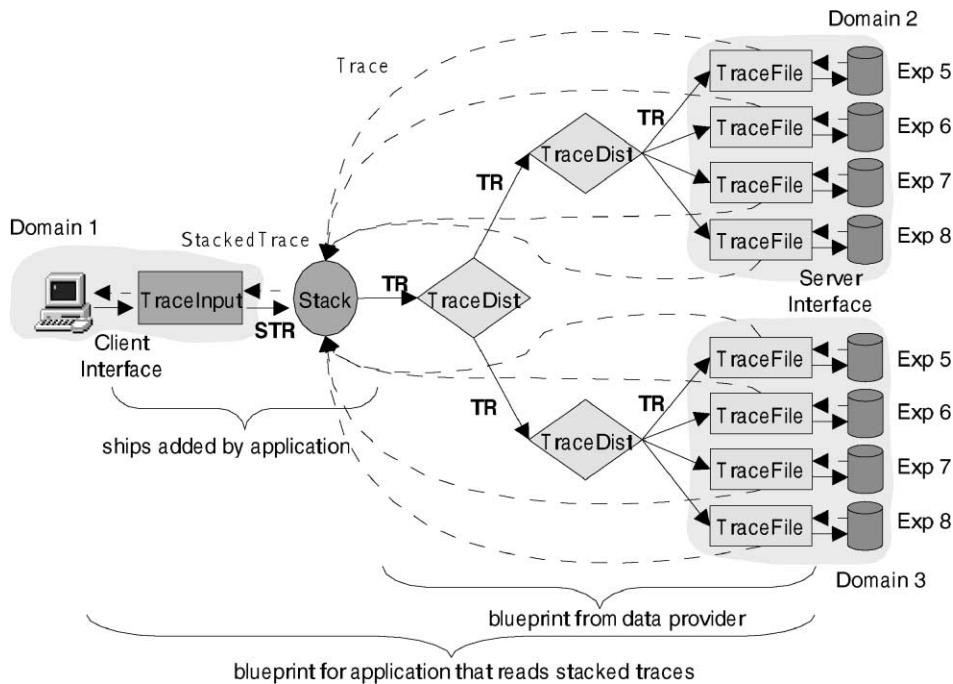 Domain 2
Trace
TraceFile
Exp 5
TR
TraceFile
Exp 6
TraceDist
TR
TraceFile
Exp 7
Domain 1
StackedTrace
TraceFile
Exp 8
Server
Interface
TraceInput
Stack
TR
TraceDist
STR
Client
Interface
TraceFile
Exp 5
TR
TR
TraceFile
Exp 6
ships added by application
TraceDist
TraceFile
Exp 7
TraceFile
Exp 8
Domain 3
blueprint from data provider
blueprint for application that reads stacked traces